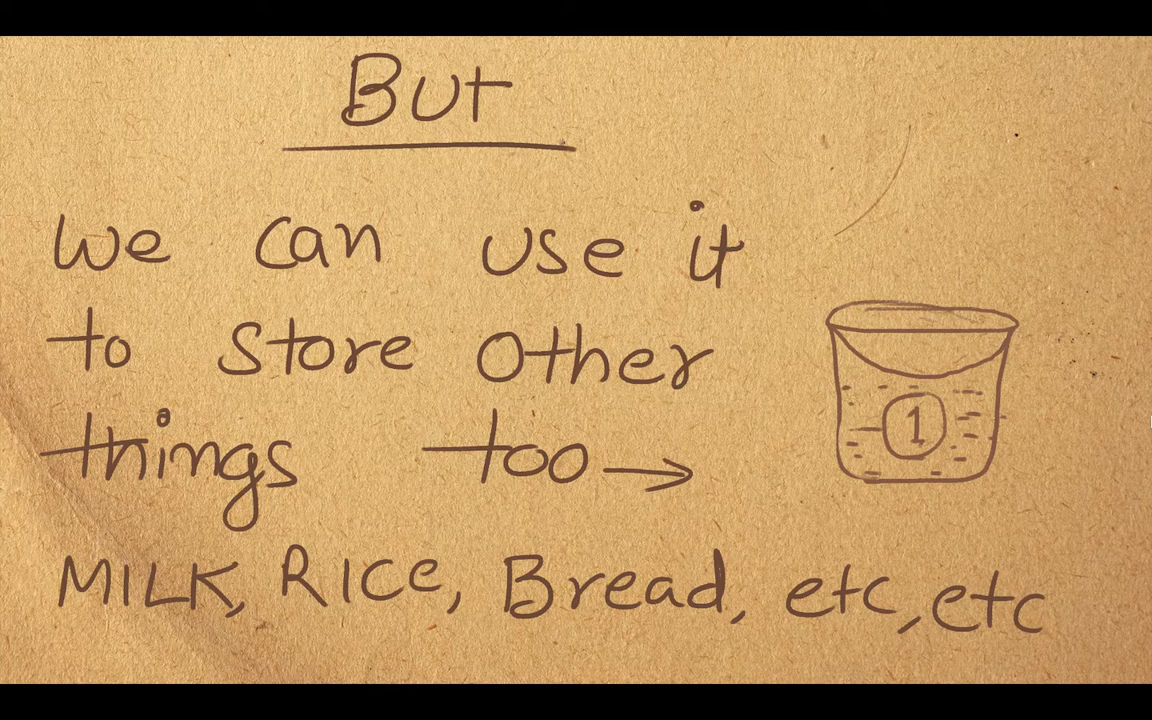 But
We can use it
to store other
things too →
1
MILK, RICe, Bread, etc, etc